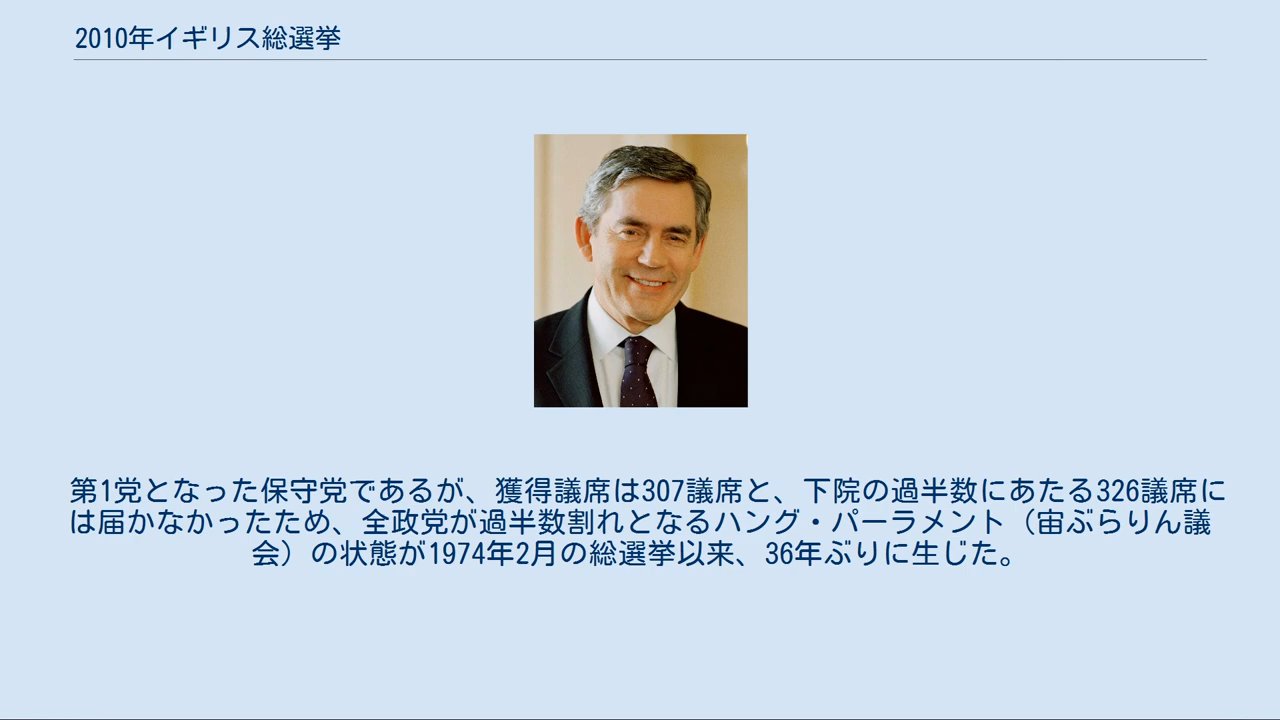 2010年イギリス総選挙
第1党となった保守党であるが、獲得議席は307議席と、下院の過半数にあたる326議席に
は届かなかったため、全政党が過半数割れとなるハング・パーラメント（宙ぶらりん議
会）の状態が1974年2月の総選挙以来、36年ぶりに生じた。